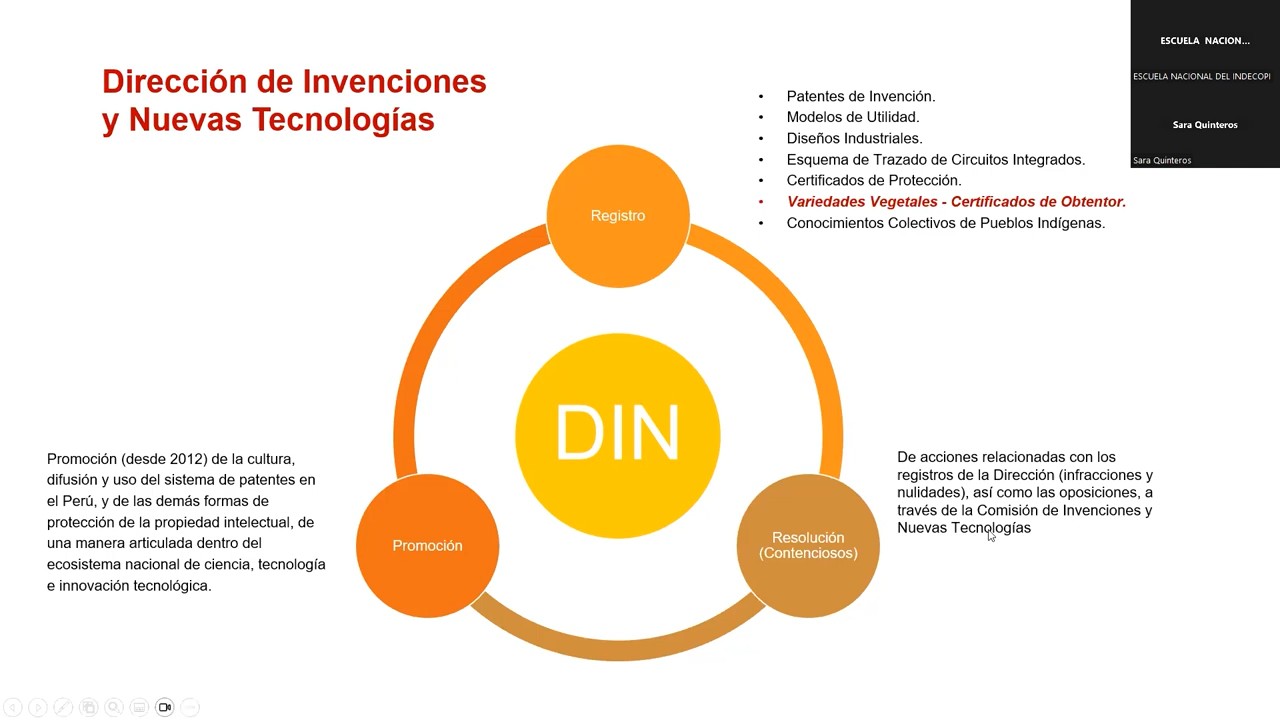 Dirección de Invenciones
y Nuevas Tecnologías
ESCUELA NACION...
ESCUELA NACIONAL DEL INDECOPI
Sara Quinteros
Sara Quinteros
• Patentes de Invención.
• Modelos de Utilidad.
• Diseños Industriales.
• Esquema de Trazado de Circuitos Integrados.
• Certificados de Protección.
• Variedades Vegetales - Certificados de Obtentor.
• Conocimientos Colectivos de Pueblos Indígenas.
Registro
DIN
Promoción (desde 2012) de la cultura,
difusión y uso del sistema de patentes en
el Perú, y de las demás formas de
protección de la propiedad intelectual, de
una manera articulada dentro del
ecosistema nacional de ciencia, tecnología
e innovación tecnológica.
Promoción
Resolución
(Contenciosos)
De acciones relacionadas con los
registros de la Dirección (infracciones y
nulidades), así como las oposiciones, a
través de la Comisión de Invenciones y
Nuevas Tecnologías